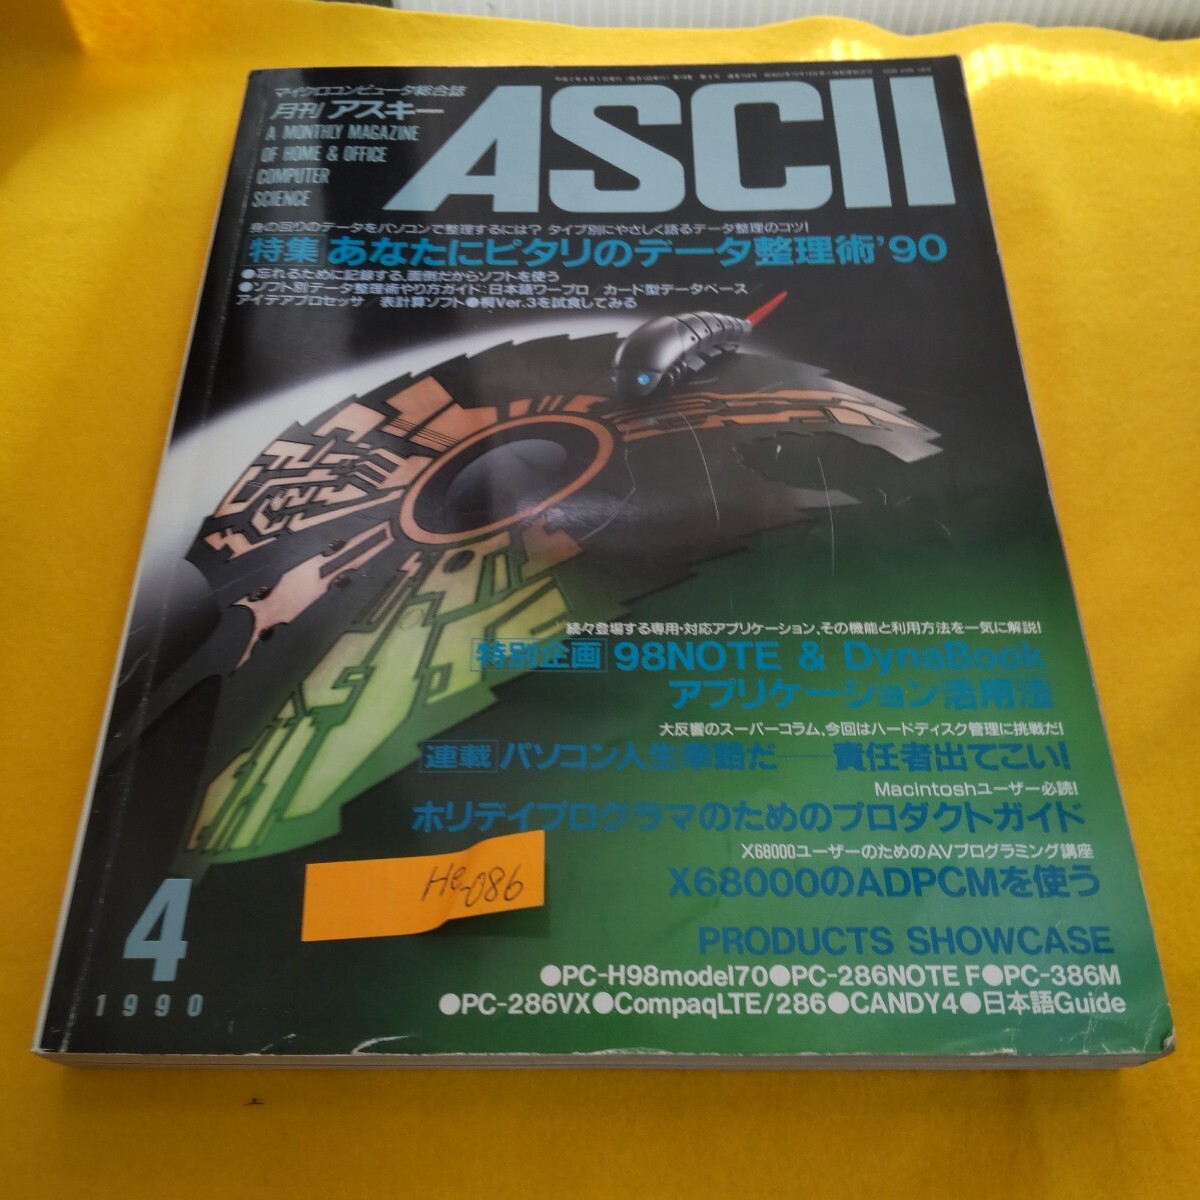 マイクロコンピュータ総合誌
月刊 アスキー
ASCII
A MONTHLY MAGAZINE
OF HOME & OFFICE
COMPUTER
SCIENCE
身の回りのデータをパソコンで整理するには? タイプ別にやさしく語るデータ整理のコツ!
特集 あなたにピタリのデータ整理術'90
●忘れるために記録する、面倒だからソフトを使う
●ソフト別データ整理術やり方ガイド:日本語ワープロ カード型データベース
アイデアプロセッサ 表計算ソフト●桐Ver.3を試食してみる
続々登場する専用・対応アプリケーション、その機能と利用方法を一気に解説!
特別企画 98NOTE & DynaBook
アプリケーション活用法
大反響のスーパーコラム、今回はハードディスク管理に挑戦だ!
連載 パソコン人生幸路だ──責任者出てこい!
Macintoshユーザー必読!
ホリデイプログラマのためのプロダクトガイド
X68000ユーザーのためのAVプログラミング講座
X68000のADPCMを使う
PRODUCTS SHOWCASE
●PC-H98model70●PC-286NOTE F●PC-386M
●PC-286VX●CompaqLTE/286●CANDY4●日本語Guide
He-086
4
1990